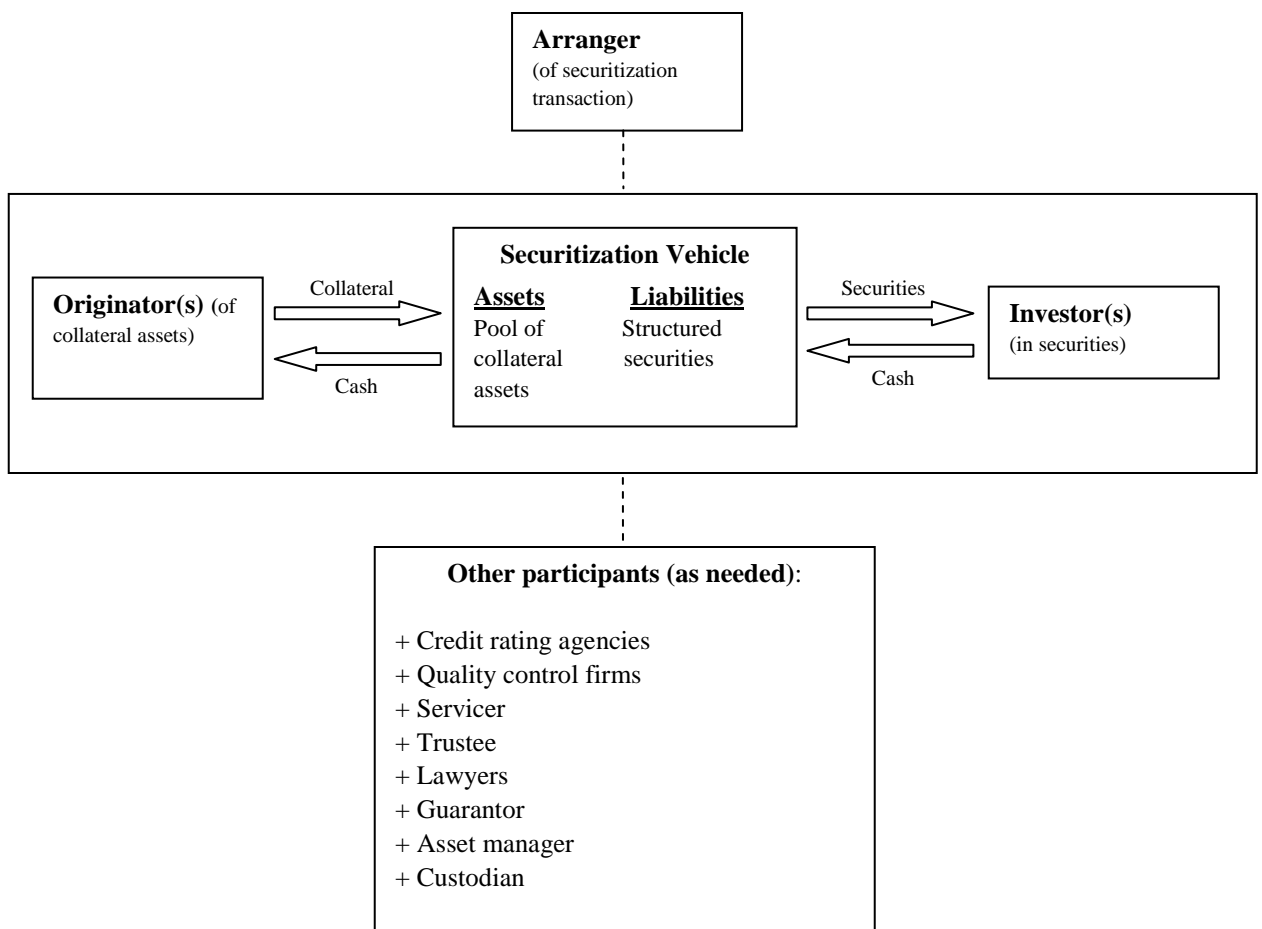 Arranger
(of securitization
transaction)
Securitization Vehicle
Originator(s) (of
collateral assets)
Collateral
Cash
Assets
Pool of
collateral
assets
Liabilities
Structured
securities
Securities
Cash
Investor(s)
(in securities)
Other participants (as needed):
+ Credit rating agencies
+ Quality control firms
+ Servicer
+ Trustee
+ Lawyers
+ Guarantor
+ Asset manager
+ Custodian